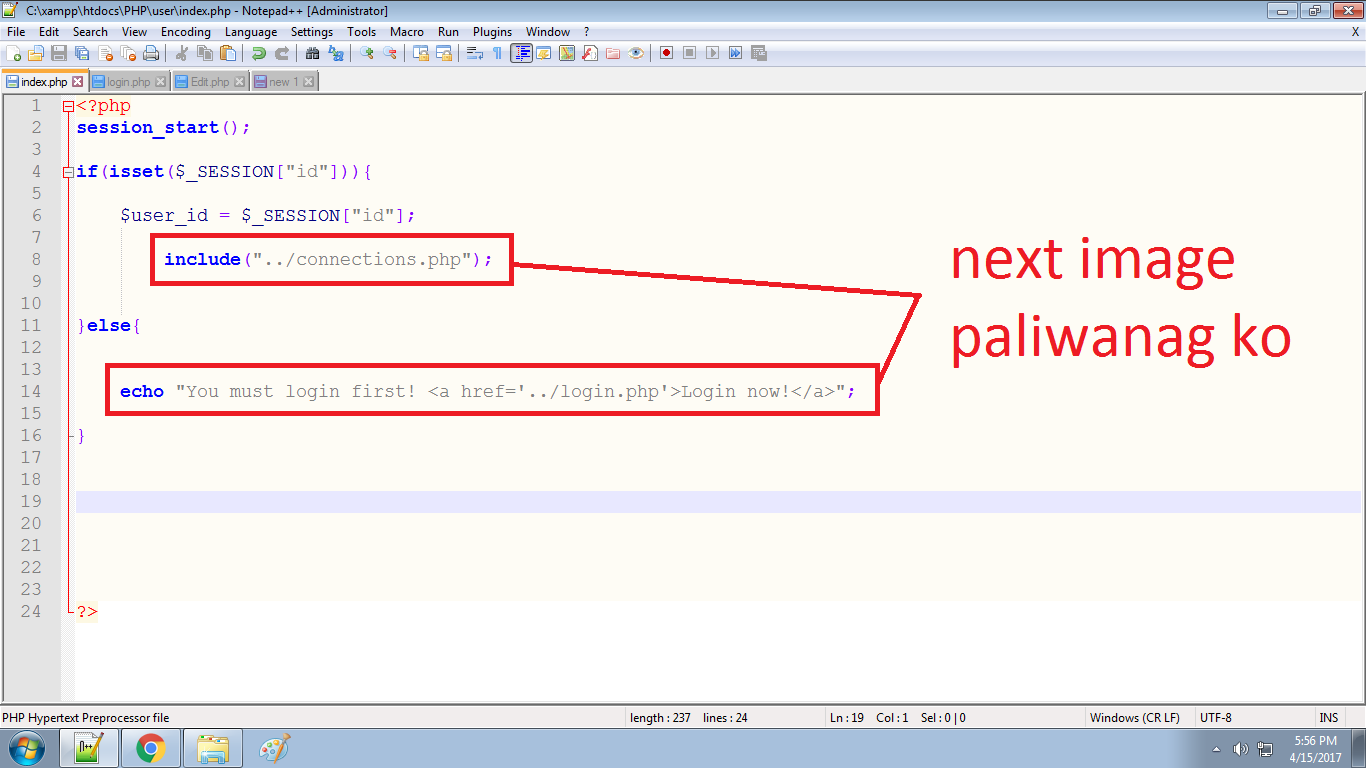 C:\xampp\htdocs\PHP\user\index.php - Notepad++ [Administrator]
File Edit Search View Encoding Language Settings Tools Macro Run Plugins Window ? X
index.php login.php Edit.php new 1
1 <?php
2 session_start();
3
4 if(isset($_SESSION["id"])){
5
6 $user_id = $_SESSION["id"];
7
8 include("../connections.php");
9
10
11 }else{
12
13
14 echo "You must login first! <a href='../login.php'>Login now!</a>";
15
16 }
17
18
19
20
21
22
23
24 ?>
next image
paliwanag ko
PHP Hypertext Preprocessor file length : 237 lines : 24 Ln : 19 Col : 1 Sel : 0 | 0 Windows (CR LF) UTF-8 INS
5:56 PM
4/15/2017